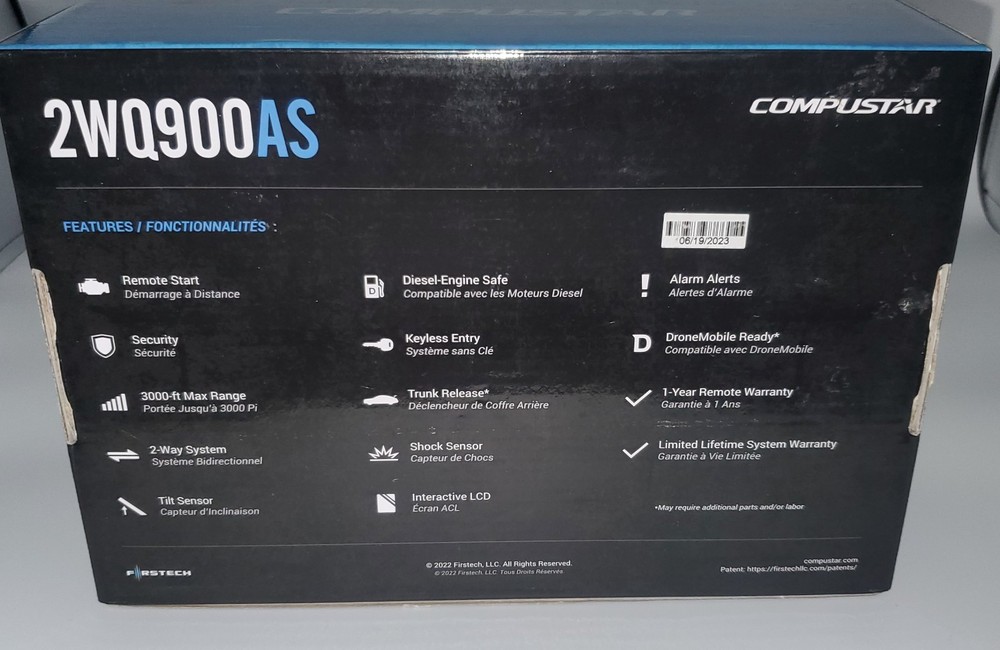 COMPUSTAR
2WQ900AS
COMPUSTAR
FEATURES / FONCTIONNALITÉS :
06/19/2023
Remote Start
Démarrage à Distance
Security
Sécurité
3000-ft Max Range
Portée Jusqu'à 3000 Pi
2-Way System
Système Bidirectionnel
Tilt Sensor
Capteur d'Inclinaison
D
Diesel-Engine Safe
Compatible avec les Moteurs Diesel
Keyless Entry
Système sans Clé
Trunk Release*
Déclencheur de Coffre Arrière
Shock Sensor
Capteur de Chocs
Interactive LCD
Écran ACL
!
Alarm Alerts
Alertes d'Alarme
D
DroneMobile Ready*
Compatible avec DroneMobile
1-Year Remote Warranty
Garantie à 1 Ans
Limited Lifetime System Warranty
Garantie à Vie Limitée
*May require additional parts and/or labor
FIRSTECH
© 2022 Firstech, LLC. All Rights Reserved.
© 2022 Firstech, LLC. Tous Droits Réservés.
compustar.com
Patent: https://firstechllc.com/patents/